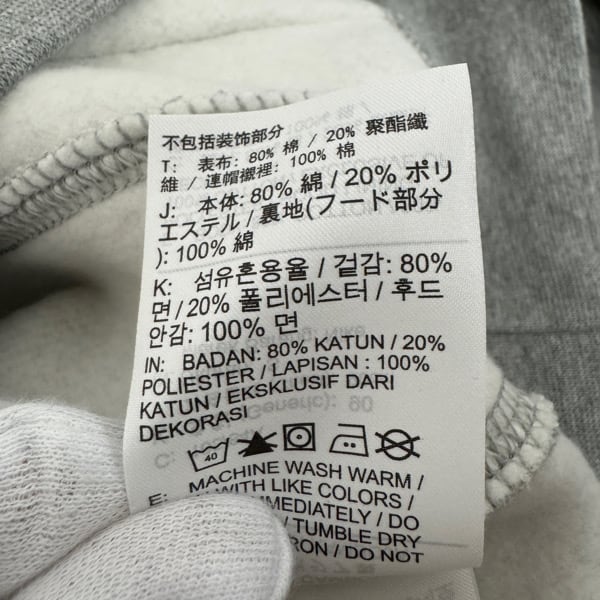 不包括装饰部分
T: 表布: 80% 棉 / 20% 聚酯纖
維 / 連帽襯裡: 100% 棉
J: 本体: 80% 綿 / 20% ポリ
エステル / 裏地(フード部分
): 100% 綿
K: 섬유혼용율 / 겉감: 80%
면 / 20% 폴리에스터 / 후드
안감: 100% 면
IN: BADAN: 80% KATUN / 20%
POLIESTER / LAPISAN : 100%
KATUN / EKSKLUSIF DARI
DEKORASI
40
E: MACHINE WASH WARM /
WITH LIKE COLORS /
/ DO
/ TUMBLE DRY
/ DO NOT